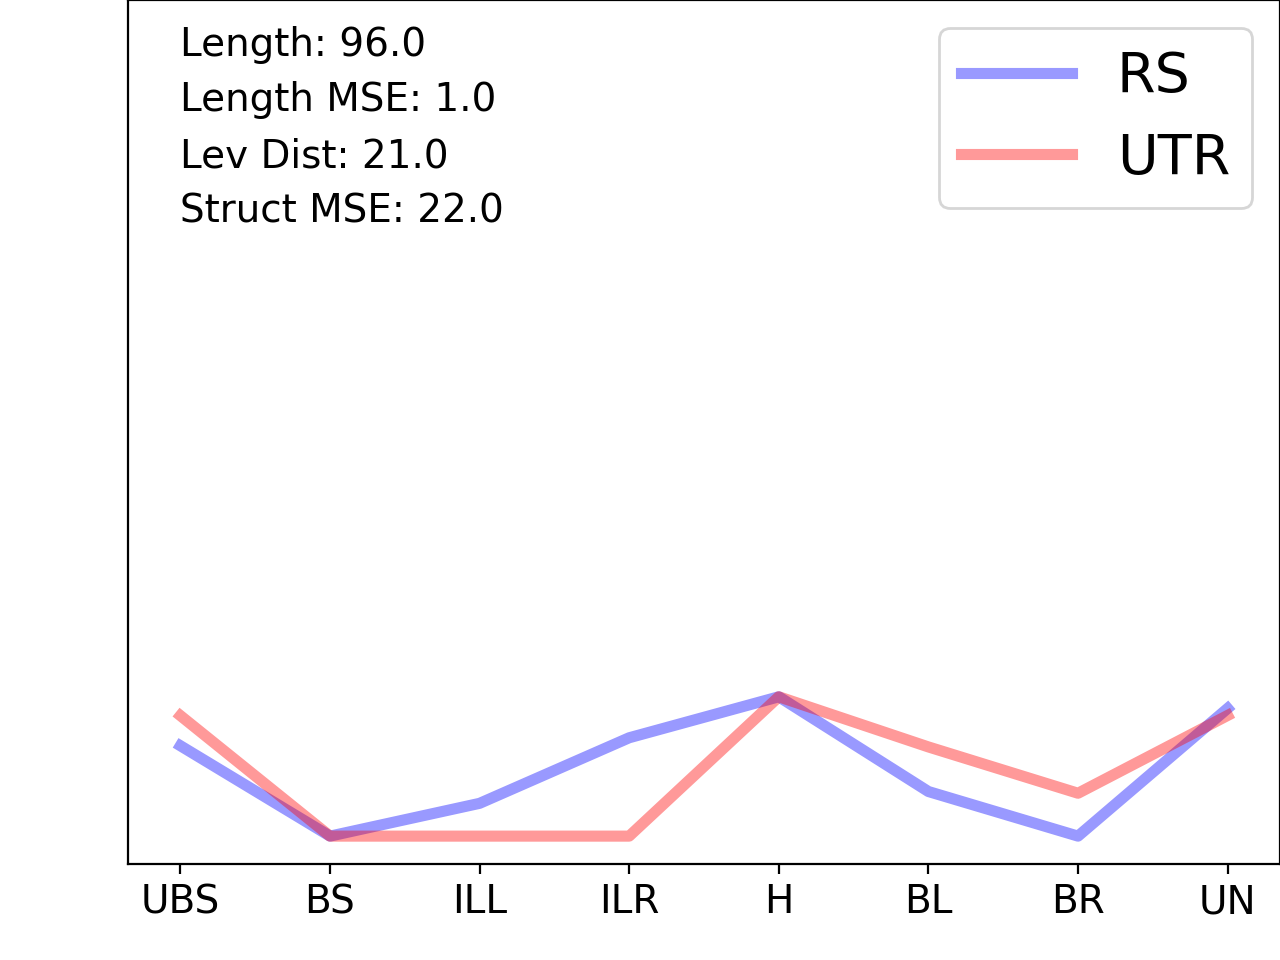 Length: 96.0
Length MSE: 1.0
Lev Dist: 21.0
Struct MSE: 22.0
RS
UTR
UBS BS ILL ILR H BL BR UN